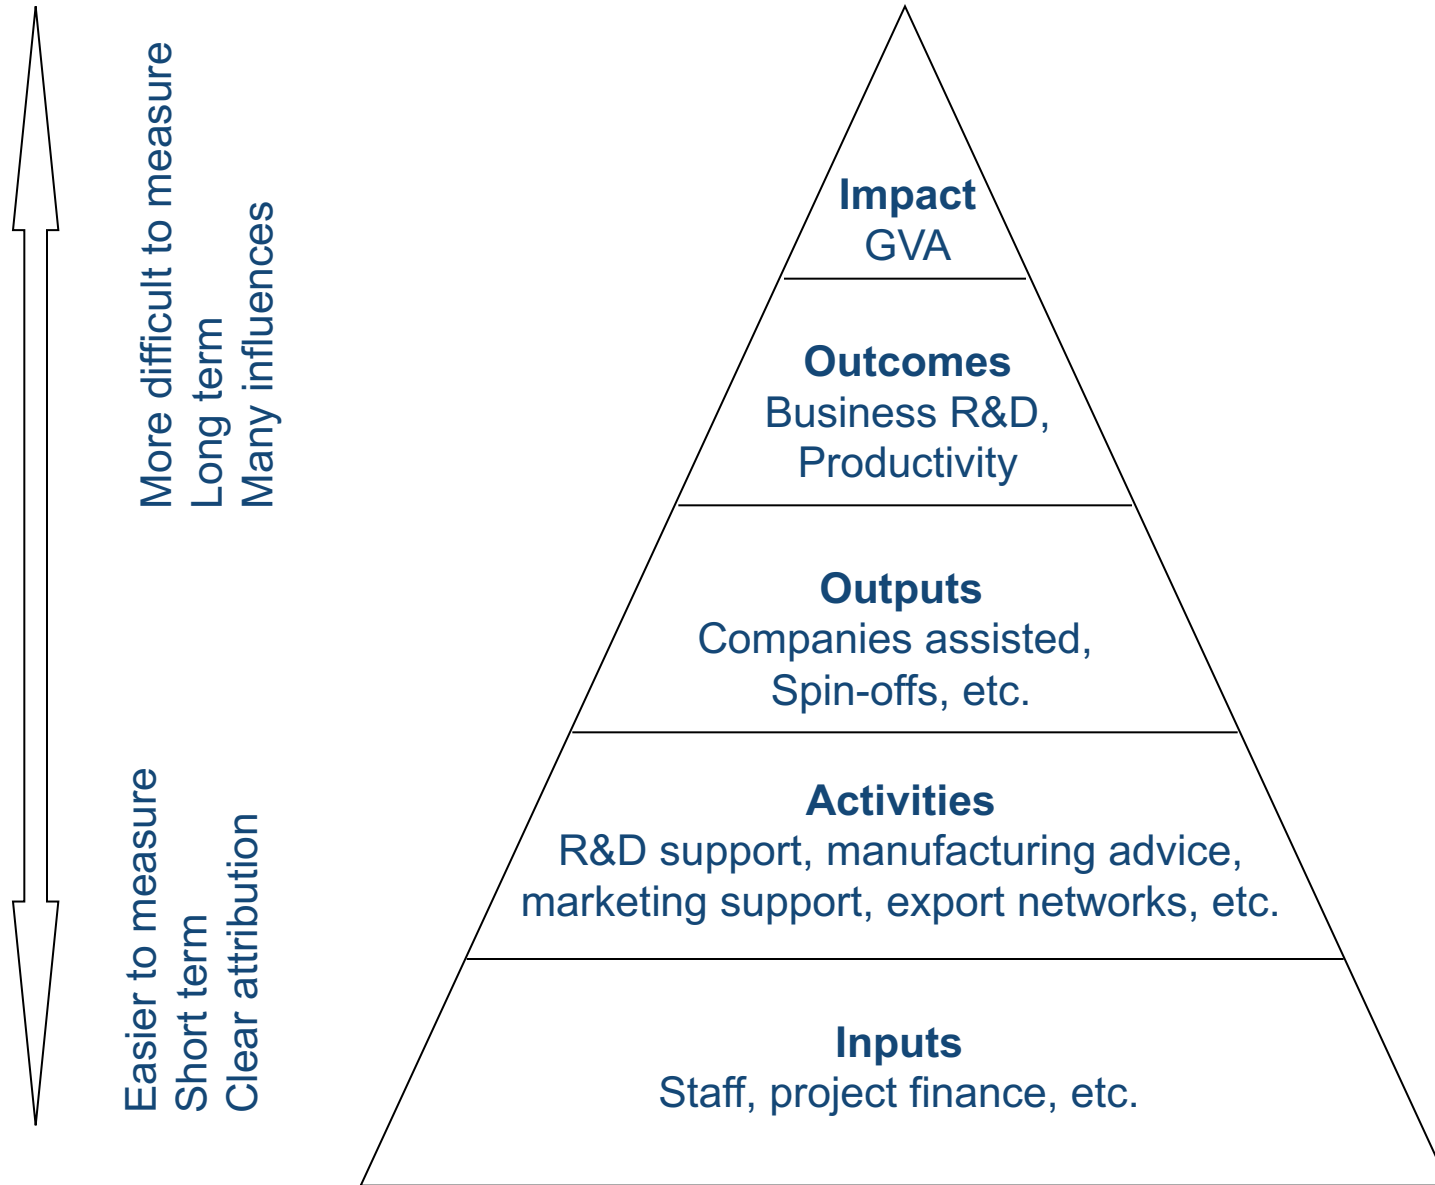 More difficult to measure
Long term
Many influences
Easier to measure
Short term
Clear attribution
Impact
GVA
Outcomes
Business R&D,
Productivity
Outputs
Companies assisted,
Spin-offs, etc.
Activities
R&D support, manufacturing advice,
marketing support, export networks, etc.
Inputs
Staff, project finance, etc.